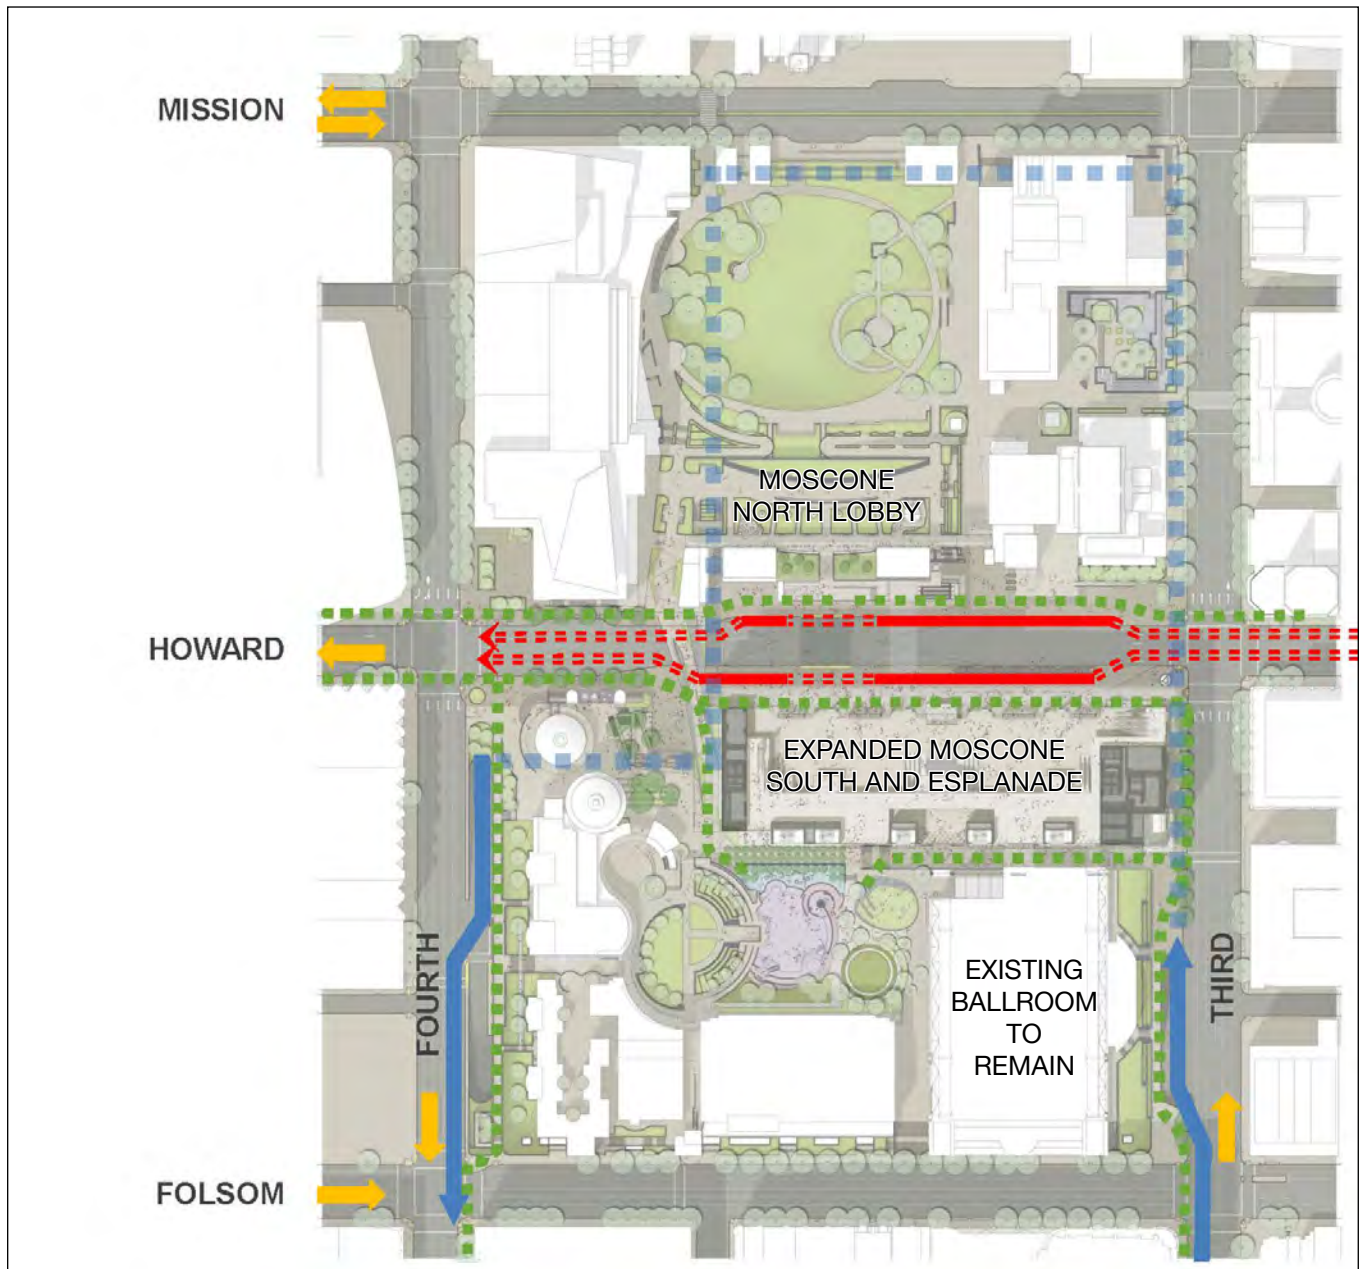 MISSION
MOSCONE
NORTH LOBBY
HOWARD
EXPANDED MOSCONE
SOUTH AND ESPLANADE
FOURTH
EXISTING
BALLROOM
TO
REMAIN
THIRD
FOLSOM